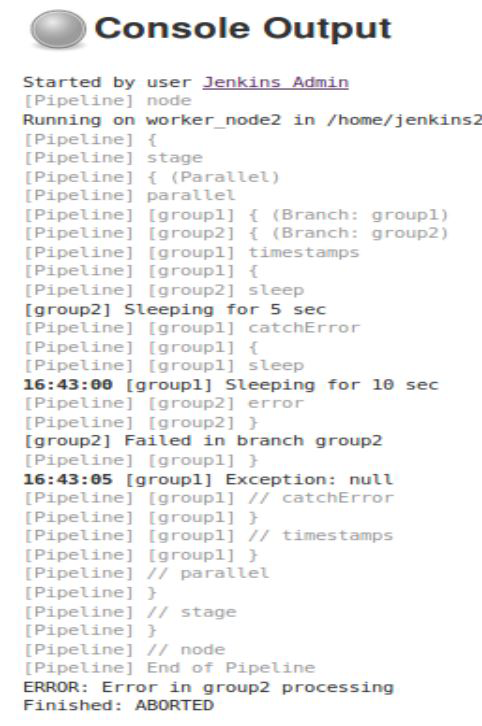 Console Output
Started by user Jenkins Admin
[Pipeline] node
Running on worker_node2 in /home/jenkins2
[Pipeline] {
[Pipeline] stage
[Pipeline] { (Parallel)
[Pipeline] parallel
[Pipeline] [group1] { (Branch: group1)
[Pipeline] [group2] { (Branch: group2)
[Pipeline] [group1] timestamps
[Pipeline] [group1] {
[Pipeline] [group2] sleep
[group2] Sleeping for 5 sec
[Pipeline] [group1] catchError
[Pipeline] [group1] {
[Pipeline] [group1] sleep
16:43:00 [group1] Sleeping for 10 sec
[Pipeline] [group2] error
[Pipeline] [group2] }
[group2] Failed in branch group2
[Pipeline] [group1] }
16:43:05 [group1] Exception: null
[Pipeline] [group1] // catchError
[Pipeline] [group1] }
[Pipeline] [group1] // timestamps
[Pipeline] [group1] }
[Pipeline] // parallel
[Pipeline] }
[Pipeline] // stage
[Pipeline] }
[Pipeline] // node
[Pipeline] End of Pipeline
ERROR: Error in group2 processing
Finished: ABORTED